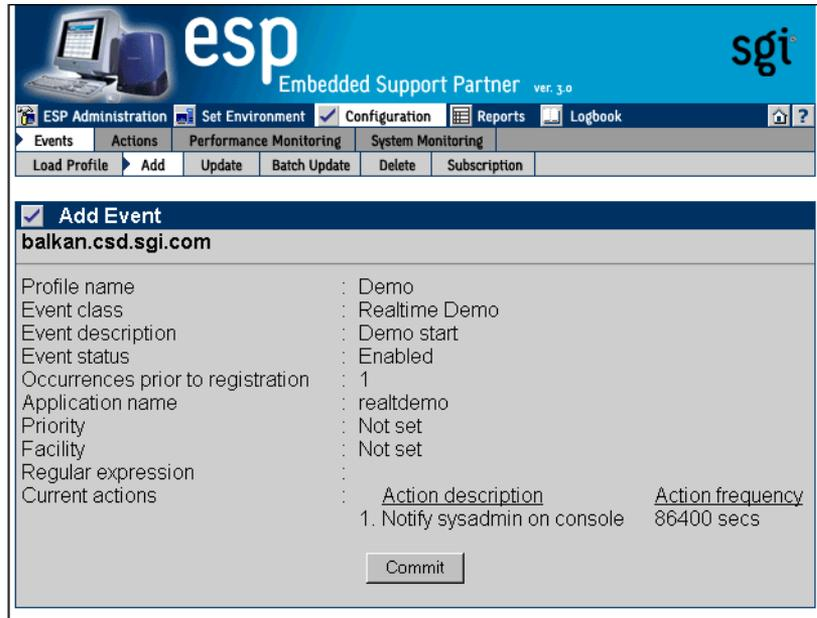 esp
Embedded Support Partner ver. 3.0
sgi
ESP Administration Set Environment Configuration Reports Logbook ?
Events Actions Performance Monitoring System Monitoring
Load Profile Add Update Batch Update Delete Subscription
Add Event
balkan.csd.sgi.com
Profile name : Demo
Event class : Realtime Demo
Event description : Demo start
Event status : Enabled
Occurrences prior to registration : 1
Application name : realtdemo
Priority : Not set
Facility : Not set
Regular expression :
Current actions : Action description Action frequency
1. Notify sysadmin on console 86400 secs
Commit